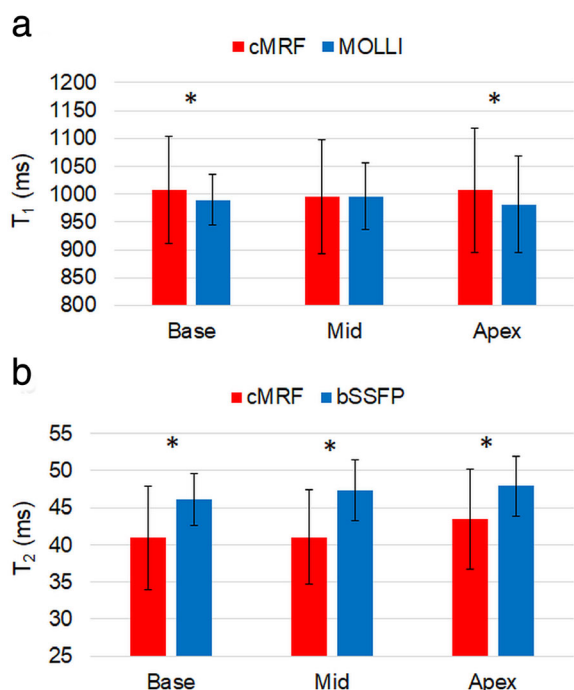 a
cMRF MOLLI
1200
1150
1100
1050
1000
950
900
850
800
T₁ (ms)
* *
Base Mid Apex
b
cMRF bSSFP
55
50
45
40
35
30
25
T₂ (ms)
* * *
Base Mid Apex